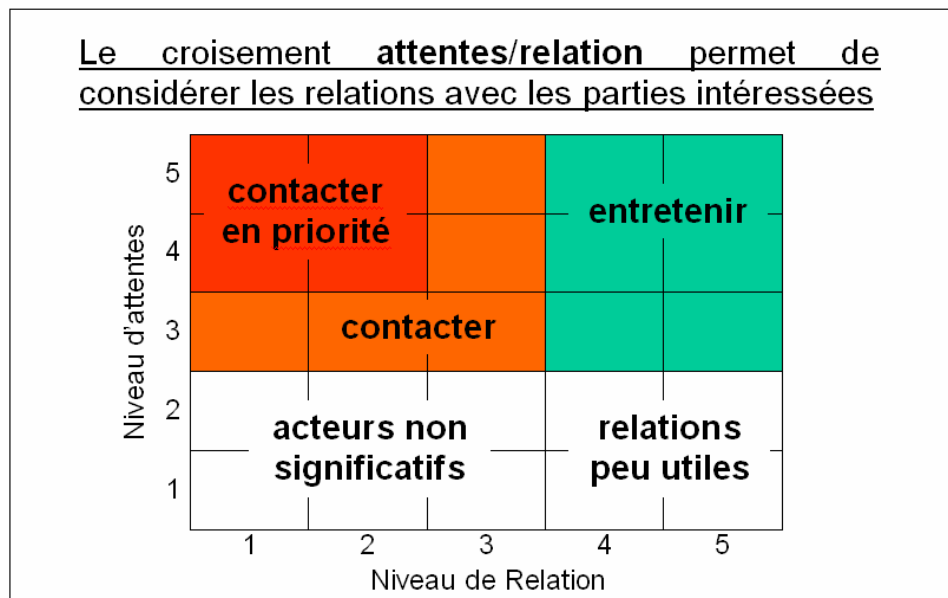 Le croisement attentes/relation permet de
considérer les relations avec les parties intéressées
5
contacter
en priorité
entretenir
4
3
contacter
Niveau d'attentes
2
acteurs non
significatifs
relations
peu utiles
1
1 2 3 4 5
Niveau de Relation